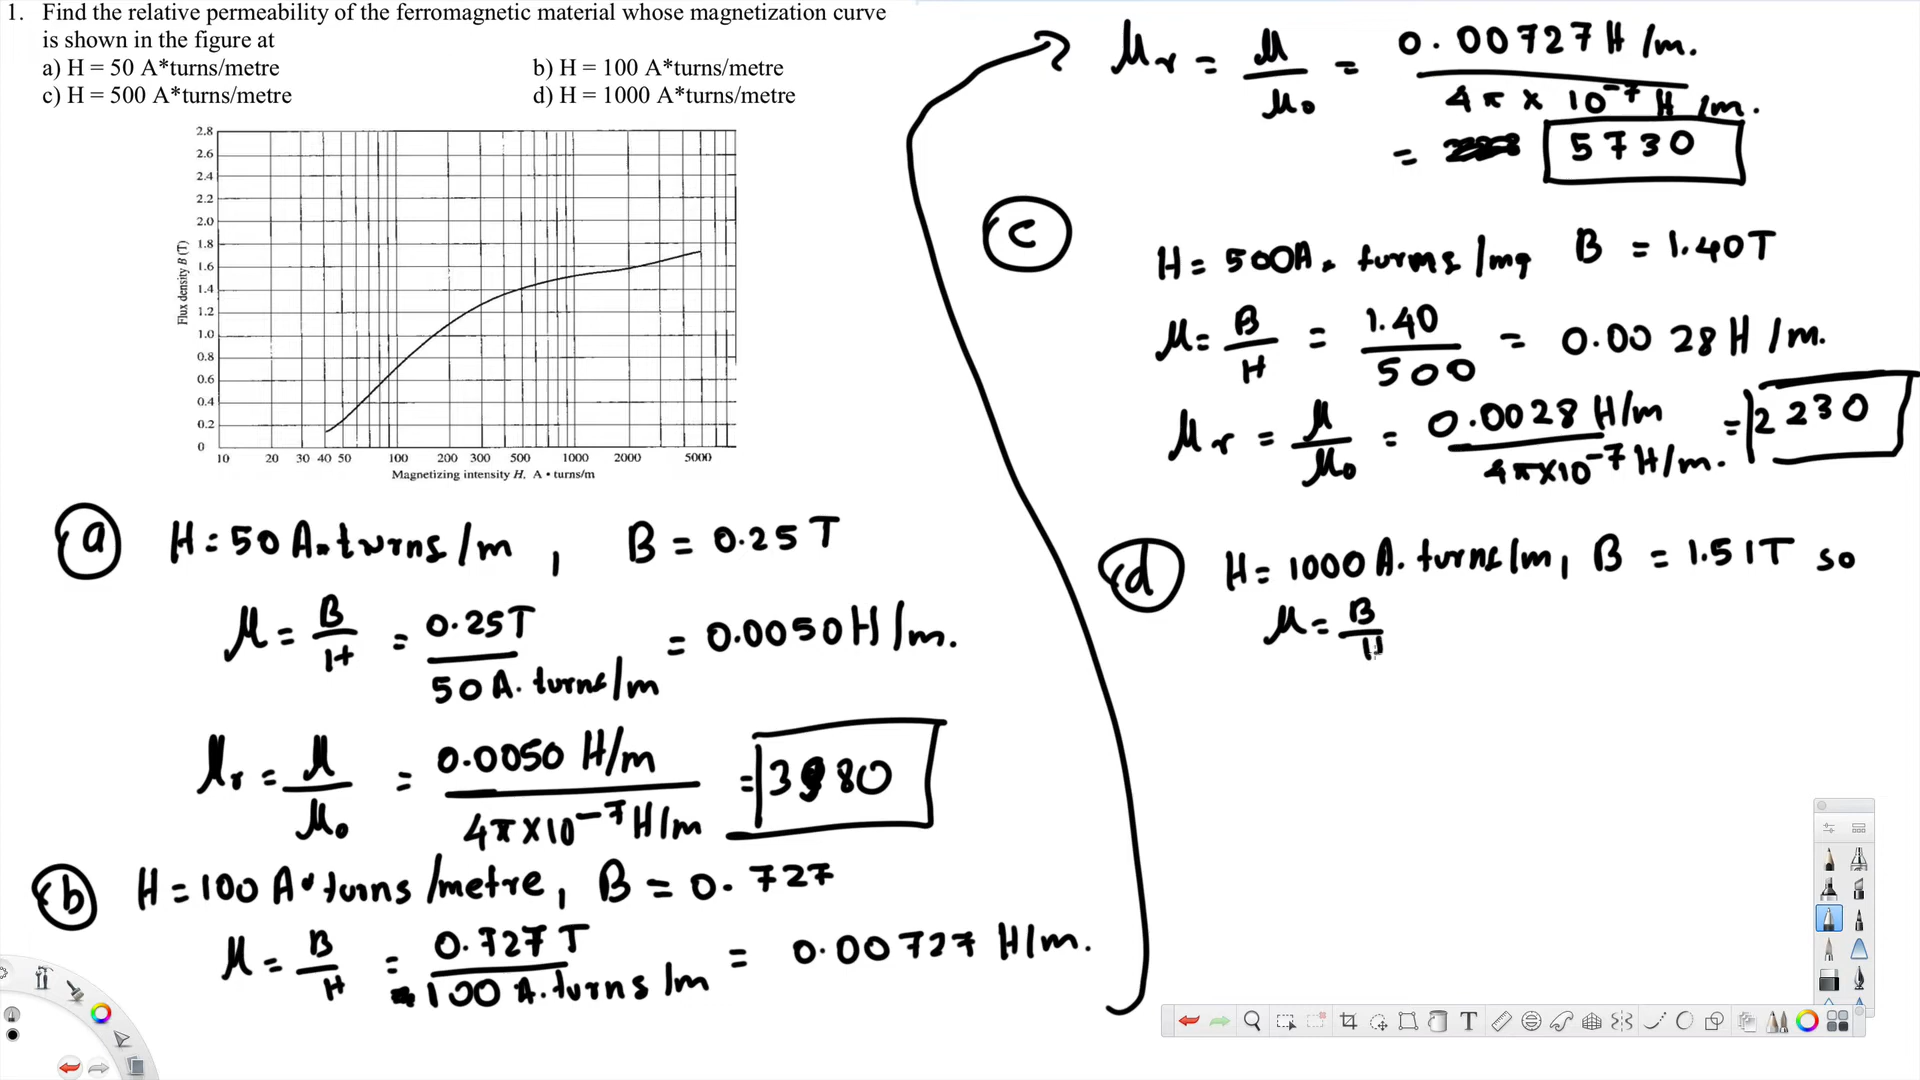 1. Find the relative permeability of the ferromagnetic material whose magnetization curve
is shown in the figure at
a) H = 50 A*turns/metre b) H = 100 A*turns/metre
c) H = 500 A*turns/metre d) H = 1000 A*turns/metre
2.8
2.6
2.4
2.2
2.0
1.8
1.6
1.4
1.2
1.0
0.8
0.6
0.4
0.2
0
Flux density B (T)
10 20 30 40 50 100 200 300 500 1000 2000 5000
Magnetizing intensity H, A • turns/m
a H = 50 A. turns/m , B = 0.25T
μ = B/H = 0.25T / 50 A. turns/m = 0.0050 H/m.
μr = μ/μo = 0.0050 H/m / 4π×10⁻⁷ H/m = 3980
b H = 100 A • turns/metre, B = 0.727
μ = B/H = 0.727 T / 100 A. turns/m = 0.00727 H/m.
μr = μ/μo = 0.00727 H/m. / 4π × 10⁻⁷ H/m.
= 5730
c
H = 500A. turns/m B = 1.40T
μ = B/H = 1.40 / 500 = 0.0028 H/m.
μr = μ/μo = 0.0028 H/m / 4π×10⁻⁷ H/m. = 2230
d H = 1000 A. turns/m, B = 1.51T so
μ = B/H
T